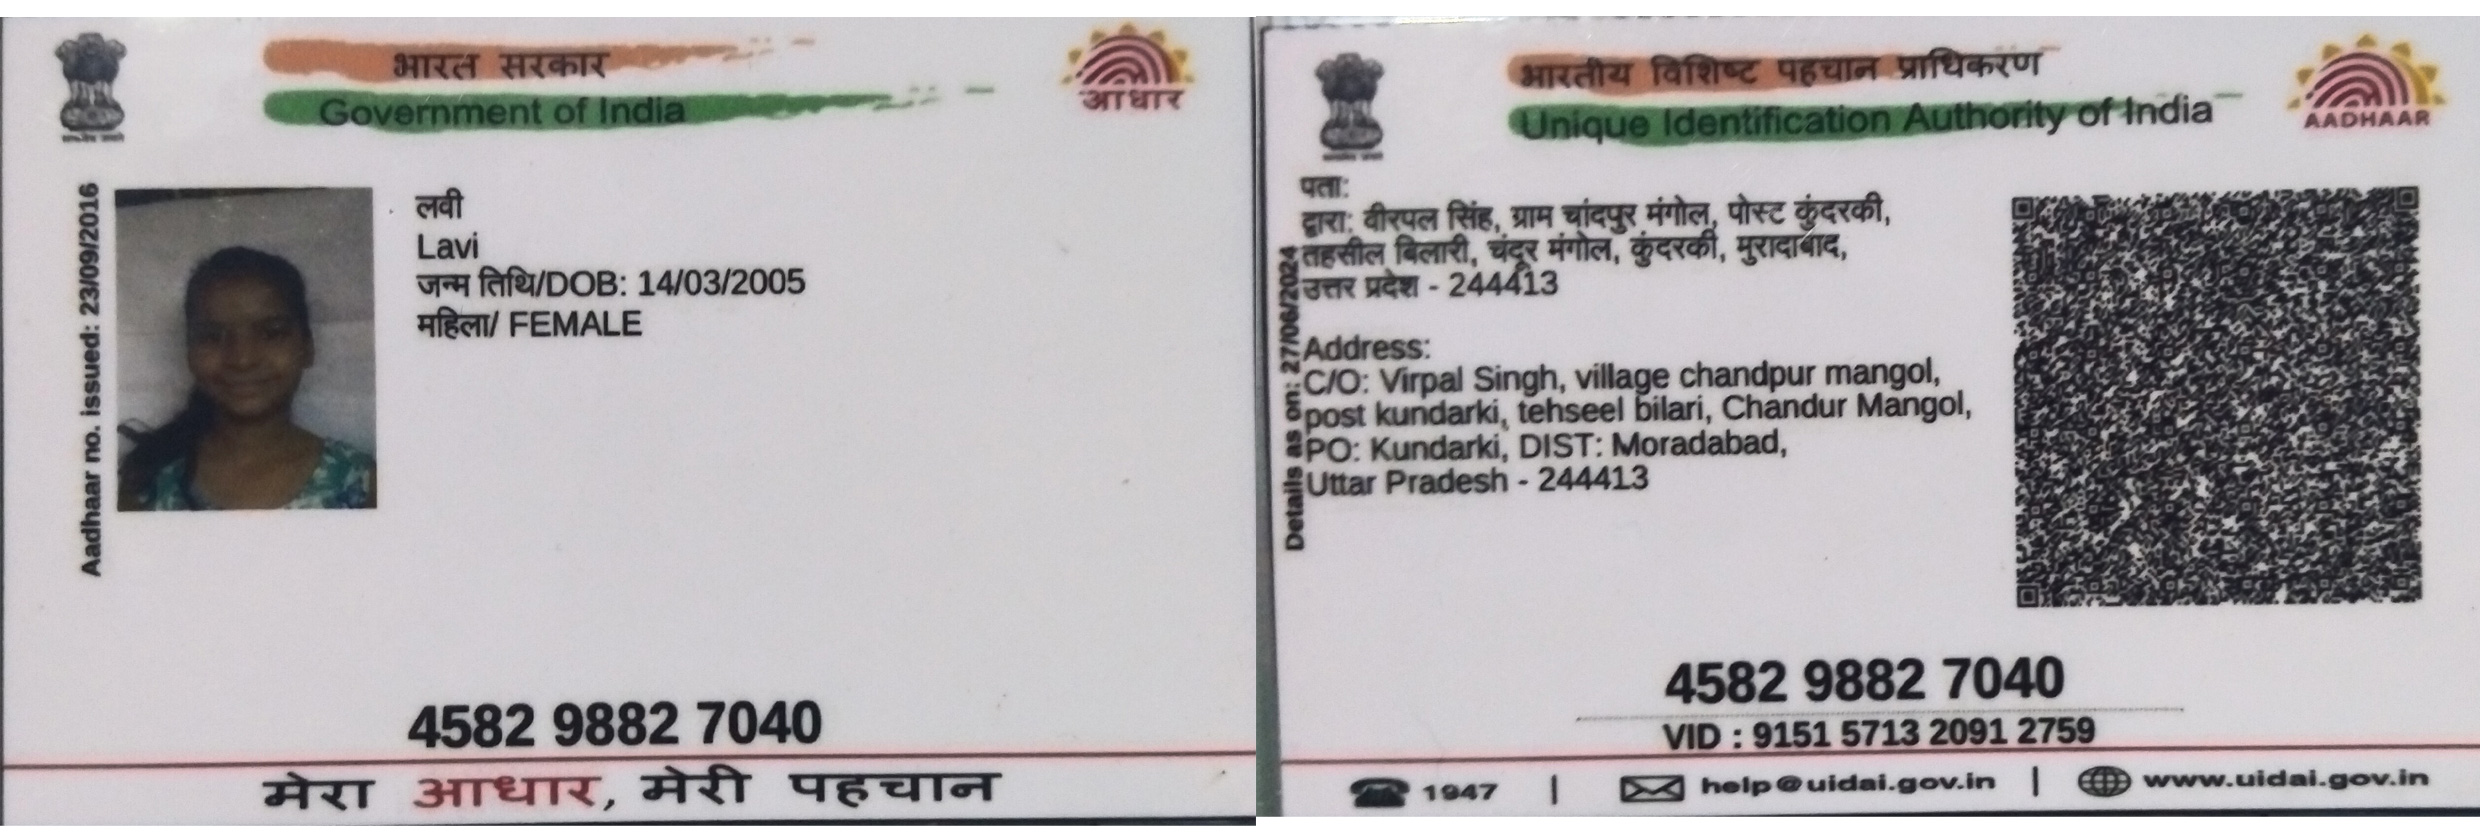 भारत सरकार
Government of India
आधार
Aadhaar no. issued: 23/09/2016
लवी
Lavi
जन्म तिथि/DOB: 14/03/2005
महिला/ FEMALE
4582 9882 7040
मेरा आधार, मेरी पहचान
भारतीय विशिष्ट पहचान प्राधिकरण
Unique Identification Authority of India
AADHAAR
Details as on: 27/06/2024
पता:
द्वारा: वीरपल सिंह, ग्राम चांदपुर मंगोल, पोस्ट कुंदरकी,
तहसील बिलारी, चंदूर मंगोल, कुंदरकी, मुरादाबाद,
उत्तर प्रदेश - 244413
Address:
C/O: Virpal Singh, village chandpur mangol,
post kundarki, tehseel bilari, Chandur Mangol,
PO: Kundarki, DIST: Moradabad,
Uttar Pradesh - 244413
4582 9882 7040
VID : 9151 5713 2091 2759
1947 | help@uidai.gov.in | www.uidai.gov.in